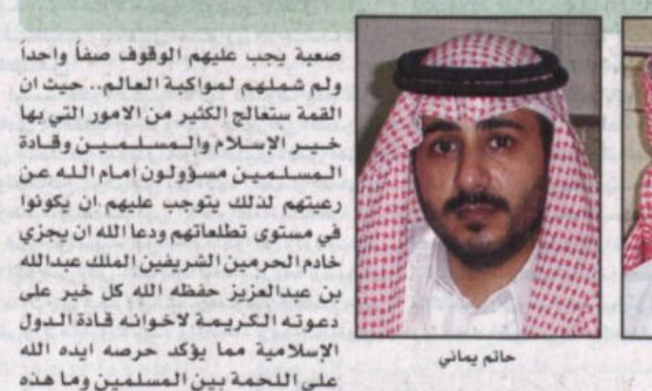 صعبة يجب عليهم الوقوف صفاً واحداً
ولم شملهم لمواكبة العالم.. حيث ان
القمة ستعالج الكثير من الامور التي بها
خير الإسلام والمسلمين وقادة
المسلمين مسؤولون امام الله عن
رعيتهم لذلك يتوجب عليهم ان يكونوا
في مستوى تطلعاتهم ودعا الله ان يجزي
خادم الحرمين الشريفين الملك عبدالله
بن عبدالعزيز حفظه الله كل خير على
دعوته الكريمة لاخوانه قادة الدول
الإسلامية مما يؤكد حرصه ايده الله
على اللحمة بين المسلمين وما هذه
حاتم يماني